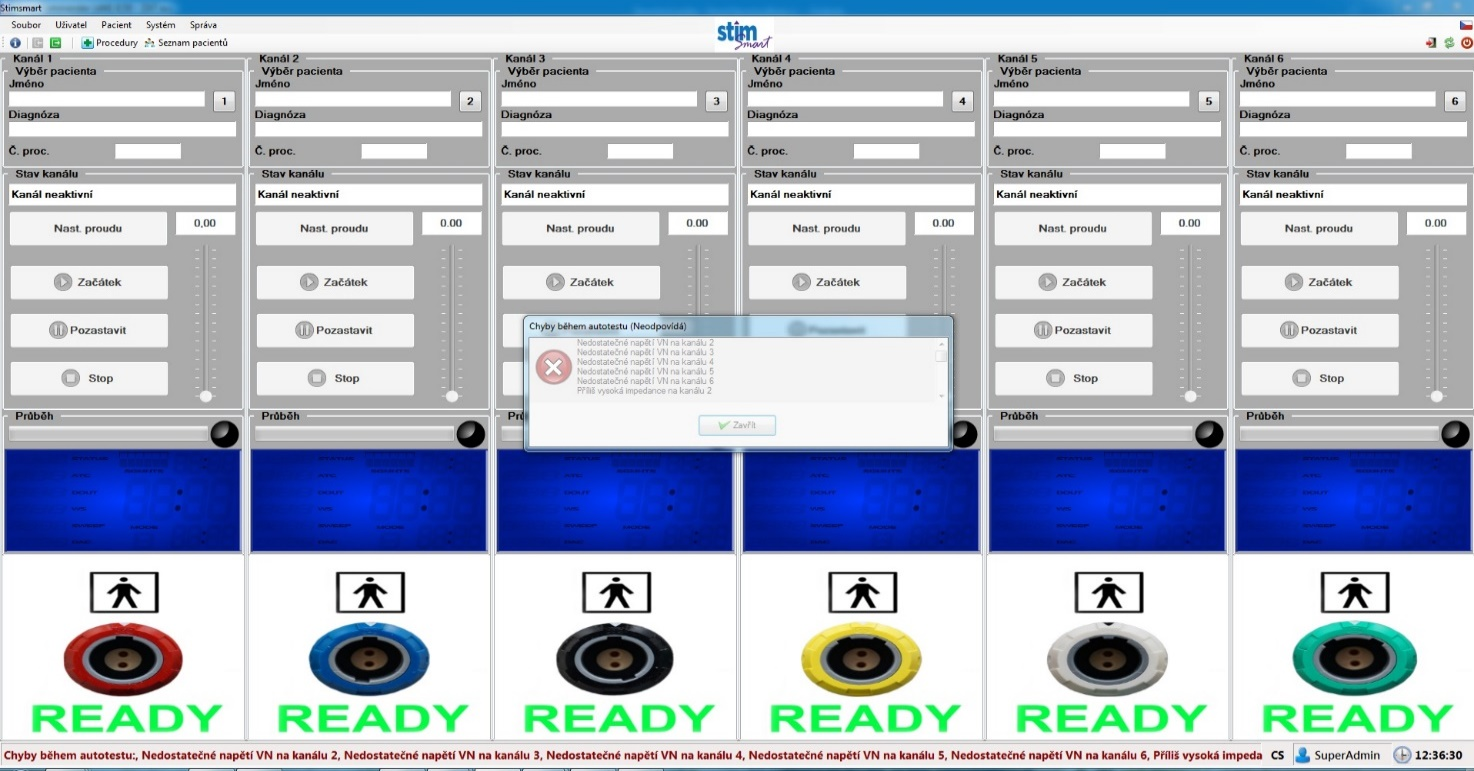 Stimsmart
Soubor Uživatel Pacient Systém Správa
Procedury Seznam pacientů
stim Smart
Kanál 1 Kanál 2 Kanál 3 Kanál 4 Kanál 5 Kanál 6
Výběr pacienta Výběr pacienta Výběr pacienta Výběr pacienta Výběr pacienta Výběr pacienta
Jméno Jméno Jméno Jméno Jméno Jméno
1 2 3 4 5 6
Diagnóza Diagnóza Diagnóza Diagnóza Diagnóza Diagnóza
Č. proc. Č. proc. Č. proc. Č. proc. Č. proc. Č. proc.
Stav kanálu Stav kanálu Stav kanálu Stav kanálu Stav kanálu Stav kanálu
Kanál neaktivní Kanál neaktivní Kanál neaktivní Kanál neaktivní Kanál neaktivní Kanál neaktivní
Nast. proudu 0,00 Nast. proudu 0.00 Nast. proudu 0.00 Nast. proudu 0.00 Nast. proudu 0.00 Nast. proudu 0.00
Začátek Začátek Začátek Začátek Začátek Začátek
Pozastavit Pozastavit Pozastavit Pozastavit Pozastavit
Stop Stop Stop Stop
Chyby během autotestu (Neodpovídá)
Nedostatečné napětí VN na kanálu 2
Nedostatečné napětí VN na kanálu 3
Nedostatečné napětí VN na kanálu 4
Nedostatečné napětí VN na kanálu 5
Nedostatečné napětí VN na kanálu 6
Příliš vysoká impedance na kanálu 2
Zavřít
Průběh Průběh Průběh Průběh
READY READY READY READY READY READY
Chyby během autotestu:, Nedostatečné napětí VN na kanálu 2, Nedostatečné napětí VN na kanálu 3, Nedostatečné napětí VN na kanálu 4, Nedostatečné napětí VN na kanálu 5, Nedostatečné napětí VN na kanálu 6, Příliš vysoká impeda CS SuperAdmin 12:36:30